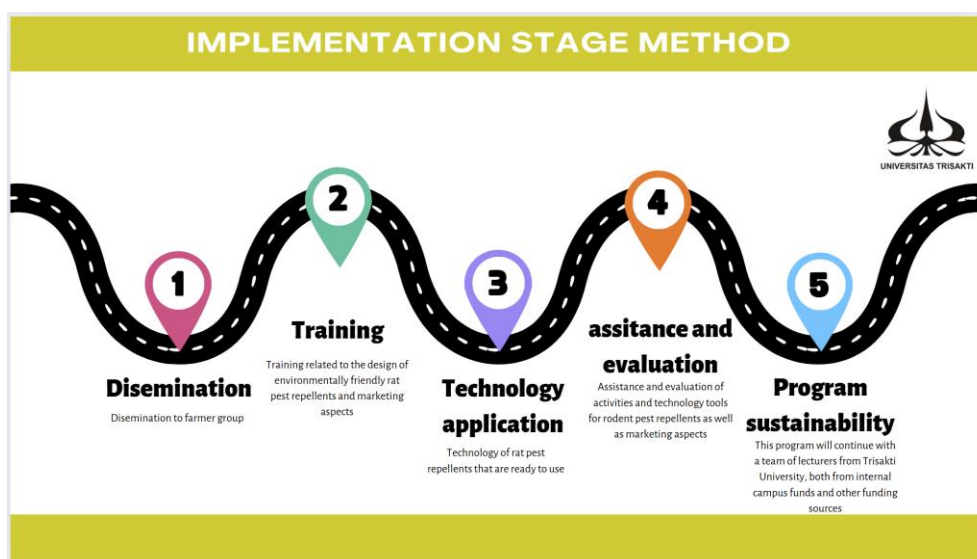 IMPLEMENTATION STAGE METHOD
UNIVERSITAS TRISAKTI
1
Disemination
Disemination to farmer group
2
Training
Training related to the design of
environmentally friendly rat
pest repellents and marketing
aspects
3
Technology
application
Technology of rat pest
repellents that are ready to use
4
assitance and
evaluation
Assistance and evaluation of
activities and technology tools
for rodent pest repellents as well
as marketing aspects
5
Program
sustainability
This program will continue with
a team of lecturers from Trisakti
University, both from internal
campus funds and other funding
sources